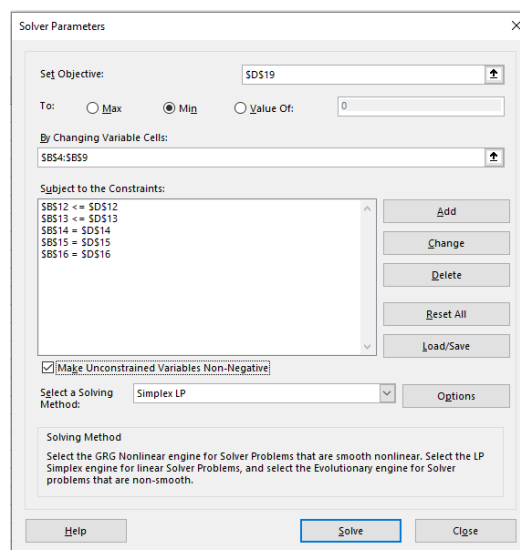 Solver Parameters
X
Set Objective:
$D$19
To:
Max
Min
Value Of:
0
By Changing Variable Cells:
$B$4:$B$9
Subject to the Constraints:
$B$12 <= $D$12
$B$13 <= $D$13
$B$14 = $D$14
$B$15 = $D$15
$B$16 = $D$16
Add
Change
Delete
Reset All
Load/Save
Make Unconstrained Variables Non-Negative
Select a Solving
Method:
Simplex LP
Options
Solving Method
Select the GRG Nonlinear engine for Solver Problems that are smooth nonlinear. Select the LP
Simplex engine for linear Solver Problems, and select the Evolutionary engine for Solver
problems that are non-smooth.
Help
Solve
Close